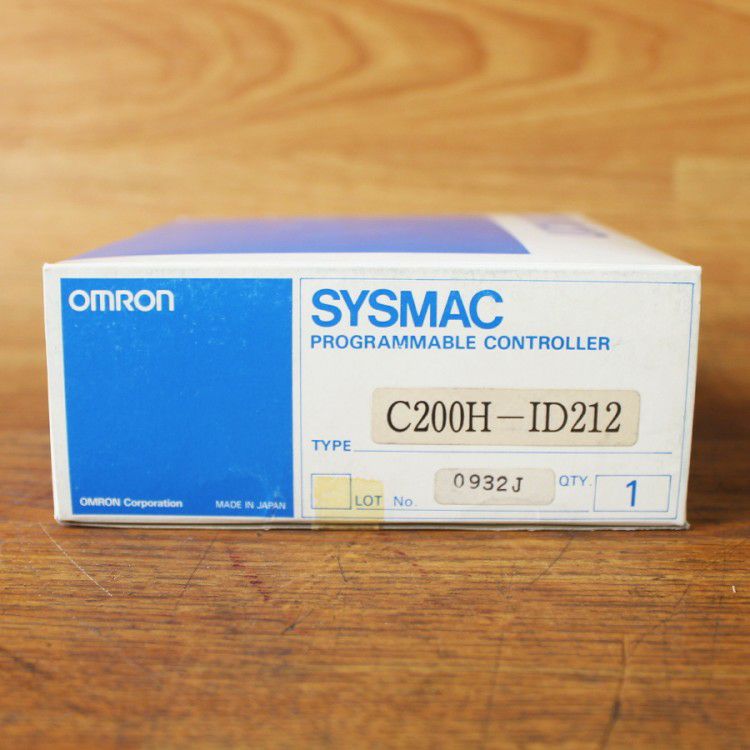 OMRON
OMRON Corporation
MADE IN JAPAN
SYSMAC
PROGRAMMABLE CONTROLLER
TYPE C200H-ID212
LOT No. 0932J QTY. 1